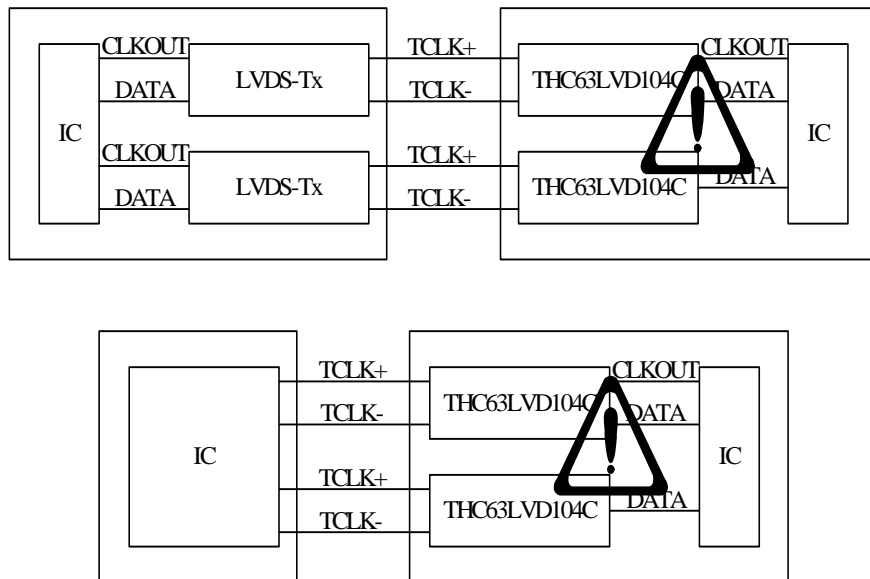 CLKOUT TCLK+ CLKOUT
LVDS-Tx THC63LVD104C
DATA TCLK- DATA
IC IC
CLKOUT TCLK+
LVDS-Tx THC63LVD104C
DATA TCLK- DATA
TCLK+ CLKOUT
THC63LVD104C
TCLK- DATA
IC IC
TCLK+
THC63LVD104C
TCLK- DATA